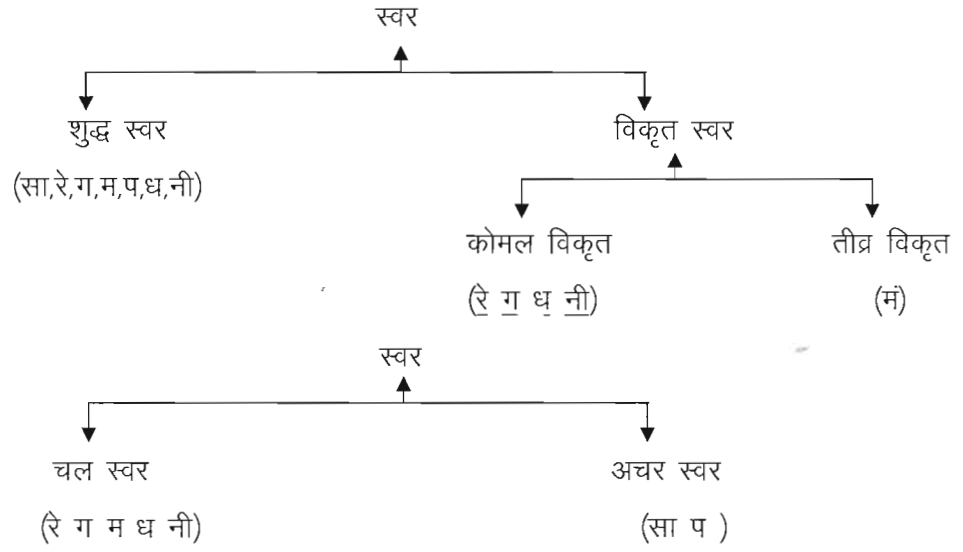 स्वर
शुद्ध स्वर विकृत स्वर
(सा,रे,ग,म,प,ध,नी)
कोमल विकृत तीव्र विकृत
(रे ग ध नी) (मं)
स्वर
चल स्वर अचर स्वर
(रे ग म ध नी) (सा प )